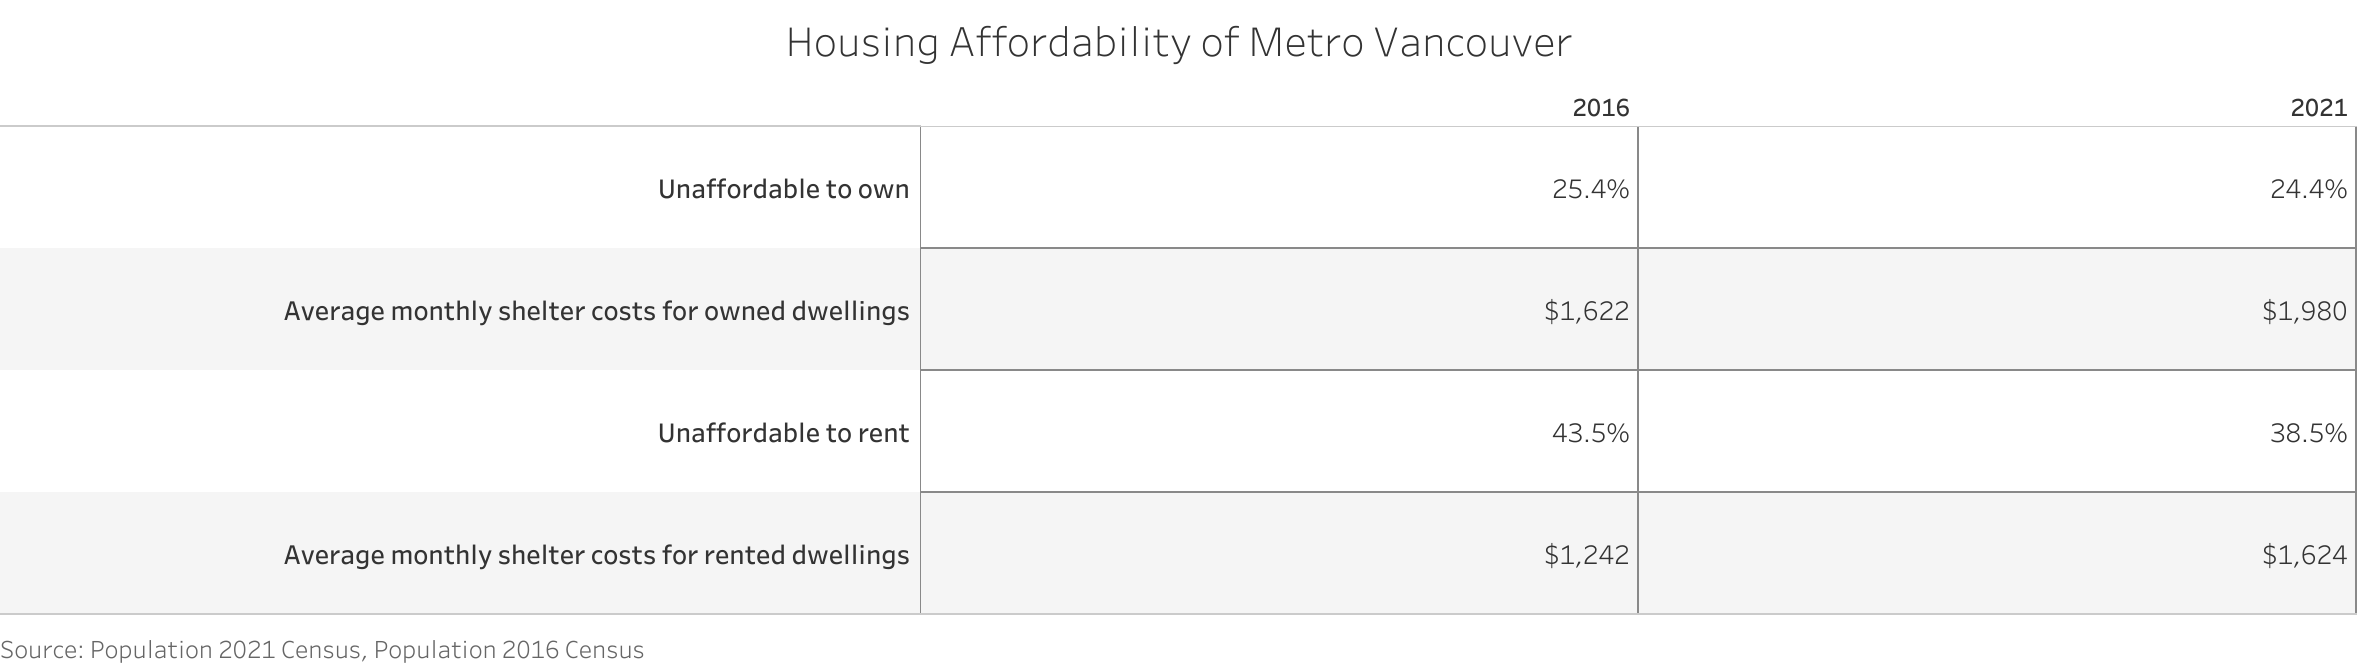 Housing Affordability of Metro Vancouver
2016 2021
Unaffordable to own 25.4% 24.4%
Average monthly shelter costs for owned dwellings $1,622 $1,980
Unaffordable to rent 43.5% 38.5%
Average monthly shelter costs for rented dwellings $1,242 $1,624
Source: Population 2021 Census, Population 2016 Census